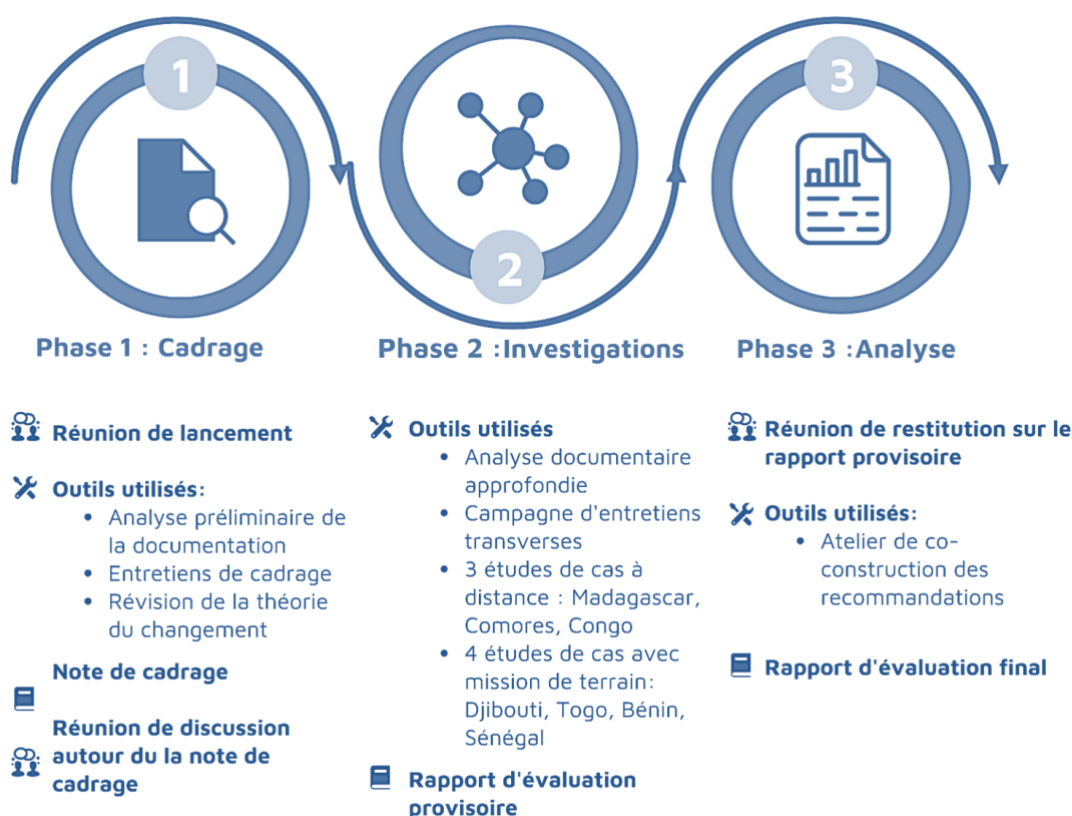 1
2
3
Phase 1 : Cadrage
Réunion de lancement
Outils utilisés:
• Analyse préliminaire de
la documentation
• Entretiens de cadrage
• Révision de la théorie
du changement
Note de cadrage
Réunion de discussion
autour du la note de
cadrage
Phase 2 :Investigations
Outils utilisés
• Analyse documentaire
approfondie
• Campagne d'entretiens
transverses
• 3 études de cas à
distance : Madagascar,
Comores, Congo
• 4 études de cas avec
mission de terrain:
Djibouti, Togo, Bénin,
Sénégal
Rapport d'évaluation
provisoire
Phase 3 :Analyse
Réunion de restitution sur le
rapport provisoire
Outils utilisés:
• Atelier de co-
construction des
recommandations
Rapport d'évaluation final